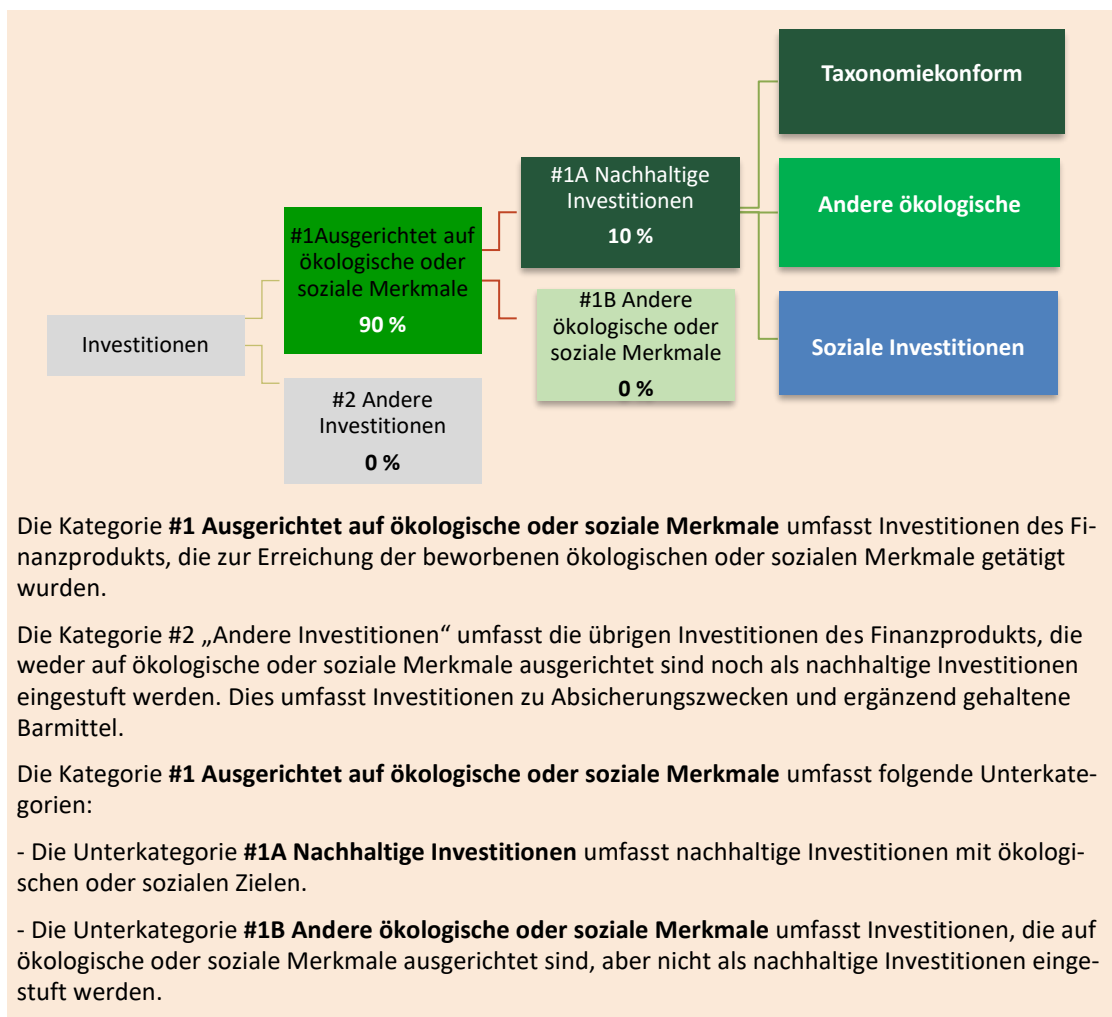 Taxonomiekonform
#1A Nachhaltige
Investitionen
10 %
Andere ökologische
#1Ausgerichtet auf
ökologische oder
soziale Merkmale
90 %
#1B Andere
ökologische oder
soziale Merkmale
0 %
Investitionen
Soziale Investitionen
#2 Andere
Investitionen
0 %
Die Kategorie #1 Ausgerichtet auf ökologische oder soziale Merkmale umfasst Investitionen des Fi-
nanzprodukts, die zur Erreichung der beworbenen ökologischen oder sozialen Merkmale getätigt
wurden.
Die Kategorie #2 „Andere Investitionen“ umfasst die übrigen Investitionen des Finanzprodukts, die
weder auf ökologische oder soziale Merkmale ausgerichtet sind noch als nachhaltige Investitionen
eingestuft werden. Dies umfasst Investitionen zu Absicherungszwecken und ergänzend gehaltene
Barmittel.
Die Kategorie #1 Ausgerichtet auf ökologische oder soziale Merkmale umfasst folgende Unterkate-
gorien:
- Die Unterkategorie #1A Nachhaltige Investitionen umfasst nachhaltige Investitionen mit ökologi-
schen oder sozialen Zielen.
- Die Unterkategorie #1B Andere ökologische oder soziale Merkmale umfasst Investitionen, die auf
ökologische oder soziale Merkmale ausgerichtet sind, aber nicht als nachhaltige Investitionen einge-
stuft werden.